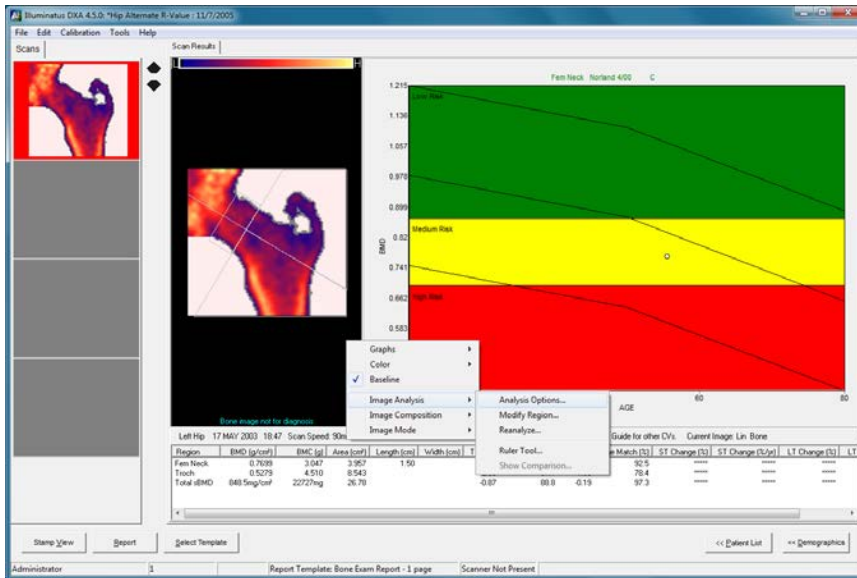 Illuminatus DXA 4.5.0: *Hip Alternate R-Value : 11/7/2005
File Edit Calibration Tools Help
Scans
Scan Results
L H
Fem Neck Norland 4/00 C
1.215
1.136
1.057
0.978
0.899
0.82
0.741
0.662
0.583
BMD
Low Risk
Medium Risk
High Risk
60 80
AGE
Graphs
Color
Baseline
Image Analysis
Image Composition
Image Mode
Analysis Options...
Modify Region...
Reanalyze...
Ruler Tool...
Show Comparison...
Bone image not for diagnosis
Left Hip 17 MAY 2003 18:47 Scan Speed: Guide for other CVs. Current Image: Lin Bone
Region BMD (g/cm²) BMC (g) Area (cm²) Length (cm) Width (cm) T Match (%) ST Change (%) ST Change (%/yr) LT Change (%) LT
Fem Neck 0.7699 3.047 3.957 1.50 92.5 ***** ***** *****
Troch 0.5279 4.510 8.543 78.4 ***** ***** *****
Total sBMD 848.5mg/cm² 22727mg 26.78 -0.87 88.8 -0.19 97.3 ***** ***** *****
Stamp View Report Select Template << Patient List << Demographics
Administrator 1 Report Template: Bone Exam Report - 1 page Scanner Not Present